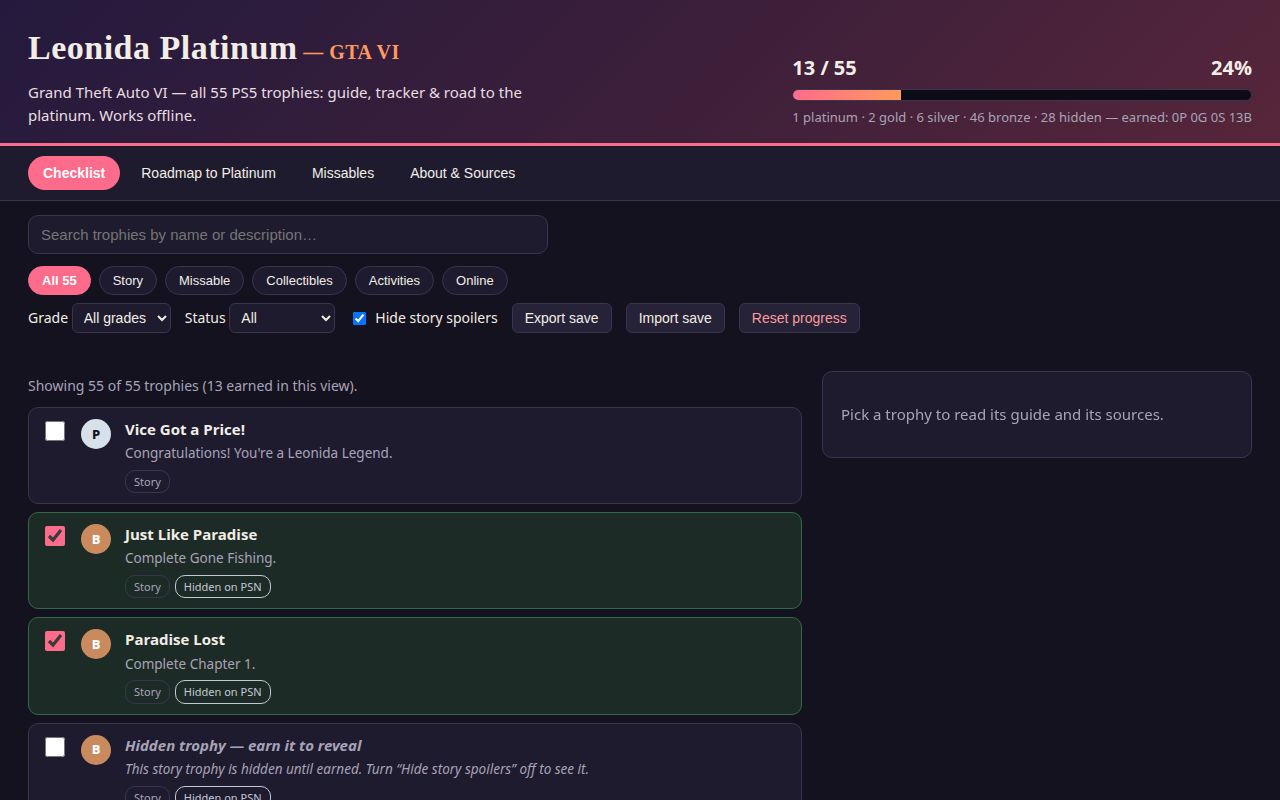 Leonida Platinum — GTA VI
Grand Theft Auto VI — all 55 PS5 trophies: guide, tracker & road to the
platinum. Works offline.
13 / 55 24%
1 platinum · 2 gold · 6 silver · 46 bronze · 28 hidden — earned: 0P 0G 0S 13B
Checklist Roadmap to Platinum Missables About & Sources
Search trophies by name or description…
All 55 Story Missable Collectibles Activities Online
Grade All grades Status All Hide story spoilers Export save Import save Reset progress
Showing 55 of 55 trophies (13 earned in this view).
Pick a trophy to read its guide and its sources.
P Vice Got a Price!
Congratulations! You're a Leonida Legend.
Story
B Just Like Paradise
Complete Gone Fishing.
Story Hidden on PSN
B Paradise Lost
Complete Chapter 1.
Story Hidden on PSN
B Hidden trophy — earn it to reveal
This story trophy is hidden until earned. Turn “Hide story spoilers” off to see it.
Story Hidden on PSN